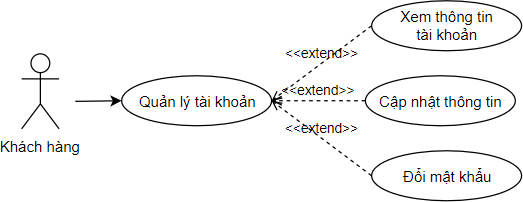 Xem thông tin
tài khoản
<<extend>>
Quản lý tài khoản
<<extend>>
Cập nhật thông tin
<<extend>>
Khách hàng
Đổi mật khẩu